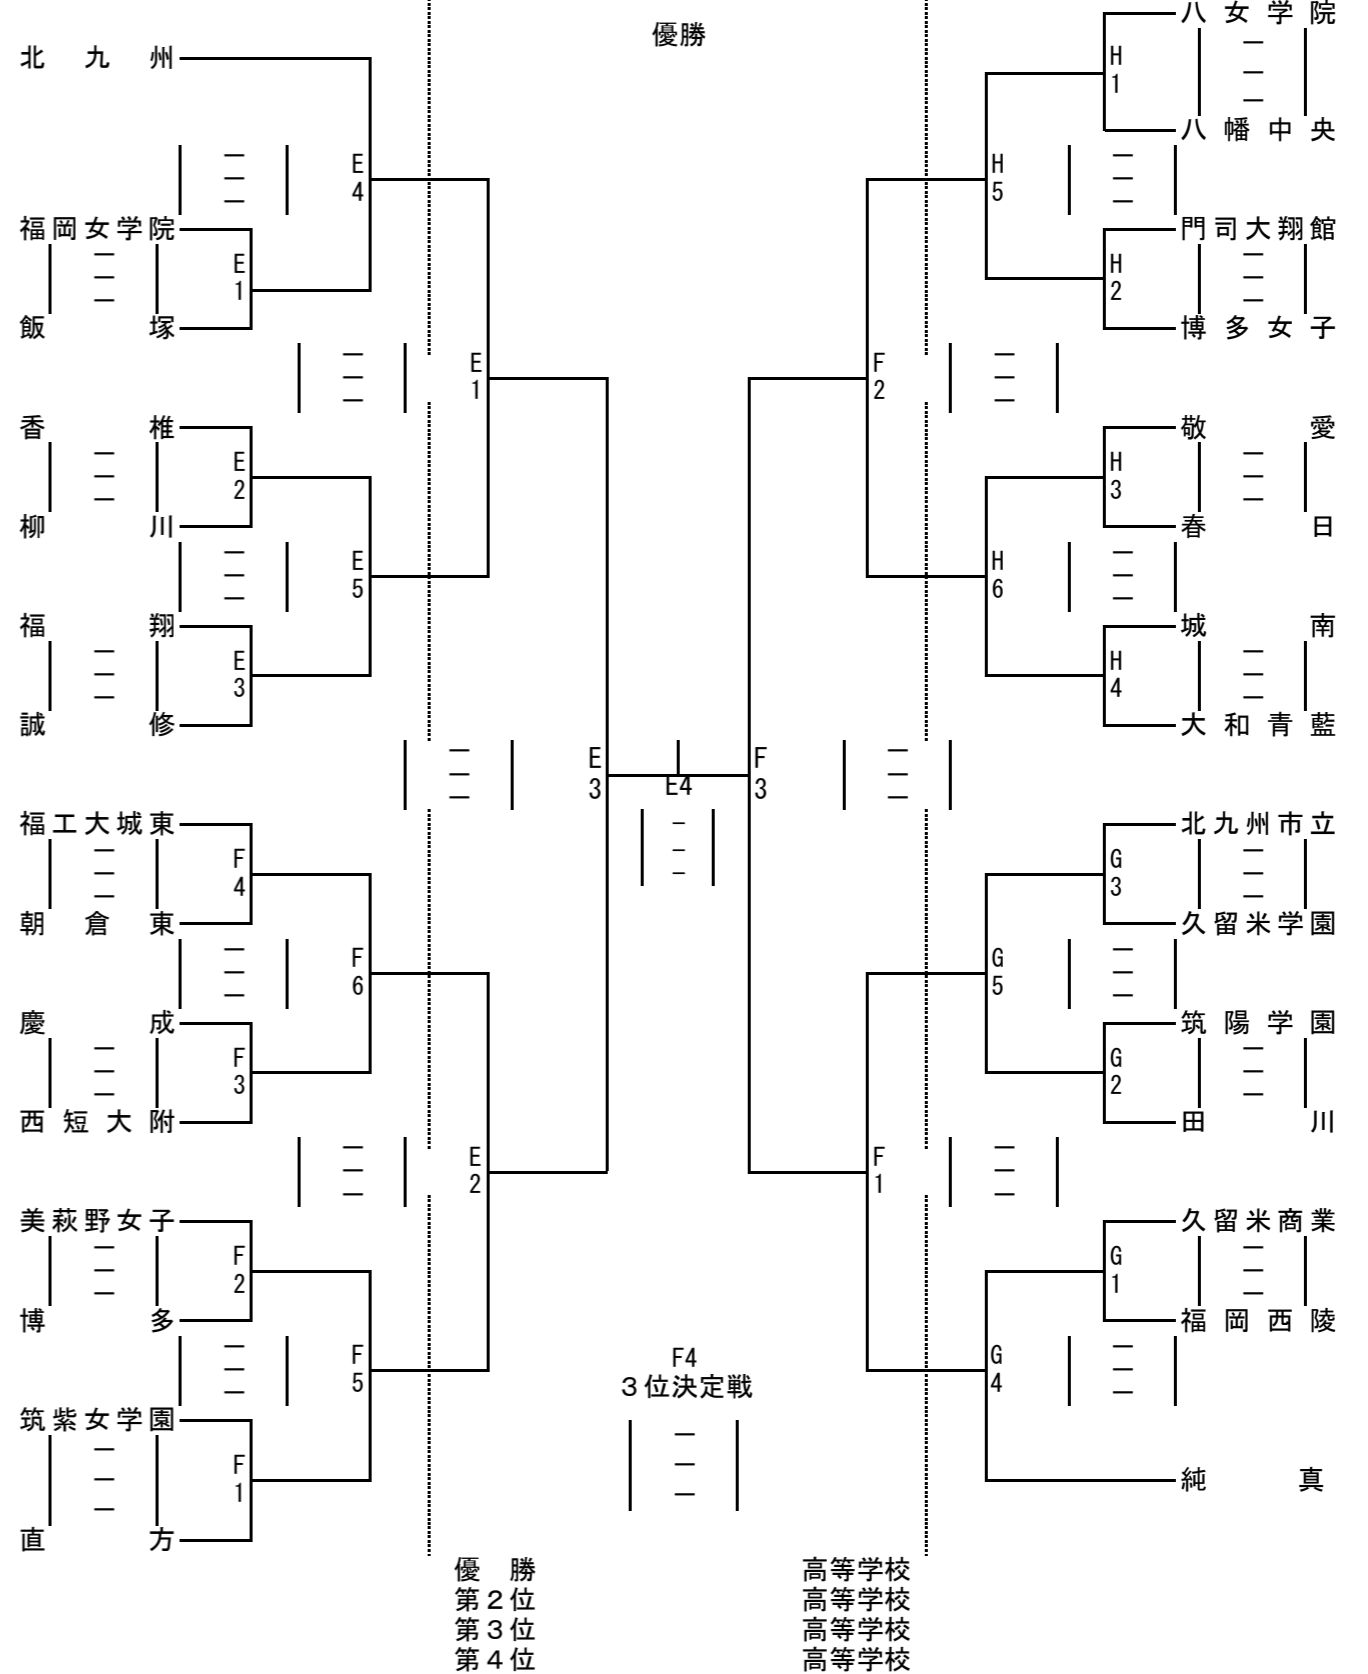 優勝
北九州
E4
福岡女学院
E1
飯塚
E1
香椎
E2
柳川
E5
福翔
E3
誠修
E3
福工大城東
F4
朝倉東
F6
慶成
F3
西短大附
E2
美萩野女子
F2
博多
F5
筑紫女学園
F1
直方
E4
F4
3位決定戦
八女学院
H1
八幡中央
H5
門司大翔館
H2
博多女子
F2
敬愛
H3
春日
H6
城南
H4
大和青藍
F3
北九州市立
G3
久留米学園
G5
筑陽学園
G2
田川
F1
久留米商業
G1
福岡西陵
G4
純真
優勝 高等学校
第2位 高等学校
第3位 高等学校
第4位 高等学校